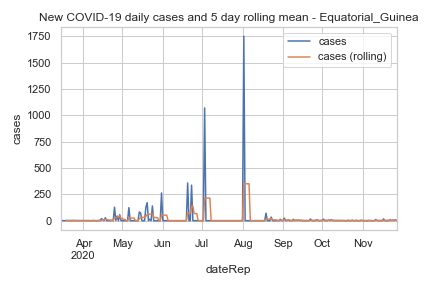 New COVID-19 daily cases and 5 day rolling mean - Equatorial_Guinea
cases
cases (rolling)
1750
1500
1250
1000
750
500
250
0
cases
Apr May Jun Jul Aug Sep Oct Nov
2020
dateRep